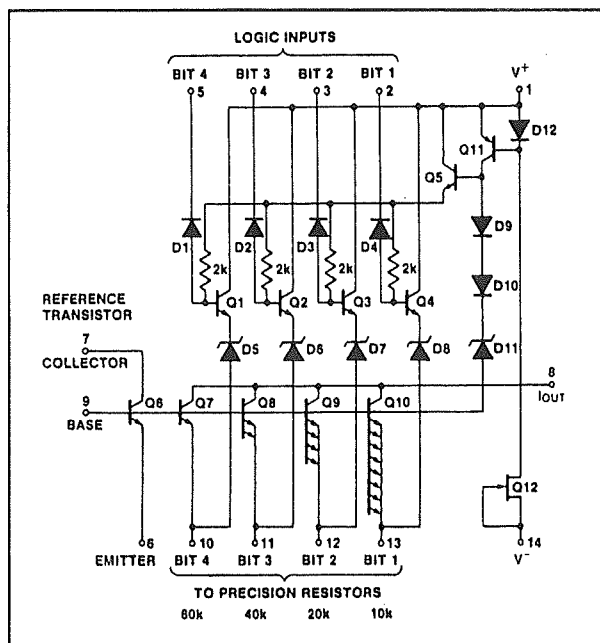 LOGIC INPUTS
BIT 4 BIT 3 BIT 2 BIT 1
5 4 3 2
V+
1
D12
Q11
Q5
D1 D2 D3 D4
D9
2k 2k 2k 2k
D10
Q1 Q2 Q3 Q4
REFERENCE
TRANSISTOR
7
COLLECTOR
D5 D6 D7 D8 D11
8
IOUT
9
BASE
Q6 Q7 Q8 Q9 Q10
Q12
6
EMITTER
10 11 12 13
BIT 4 BIT 3 BIT 2 BIT 1
14
V-
TO PRECISION RESISTORS
80k 40k 20k 10k